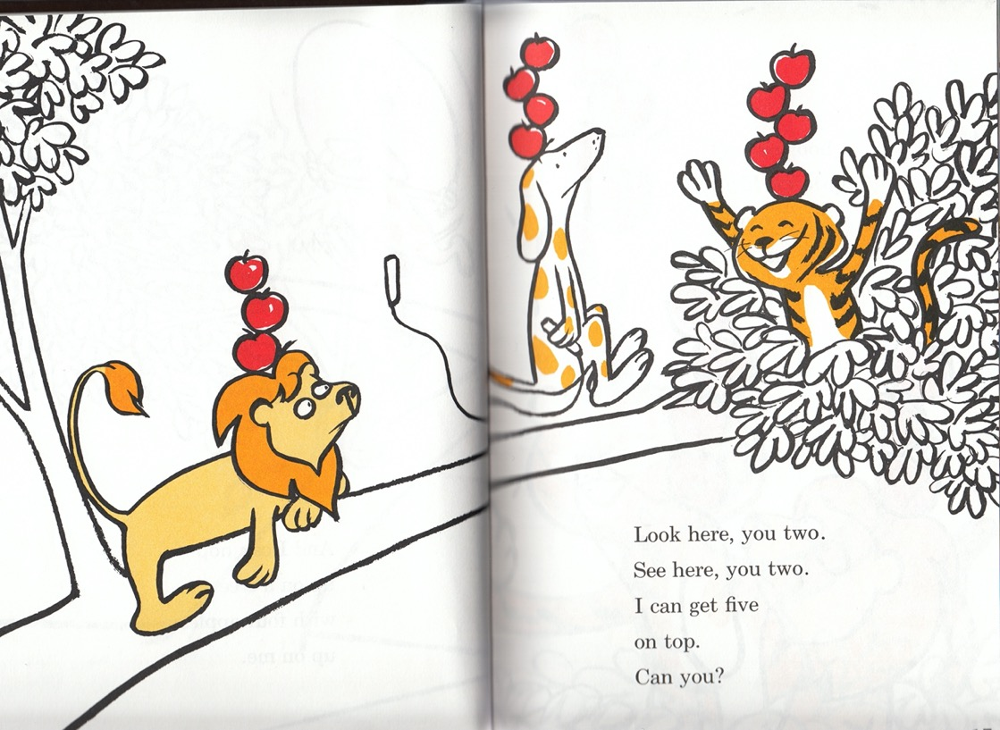 Look here, you two.
See here, you two.
I can get five
on top.
Can you?